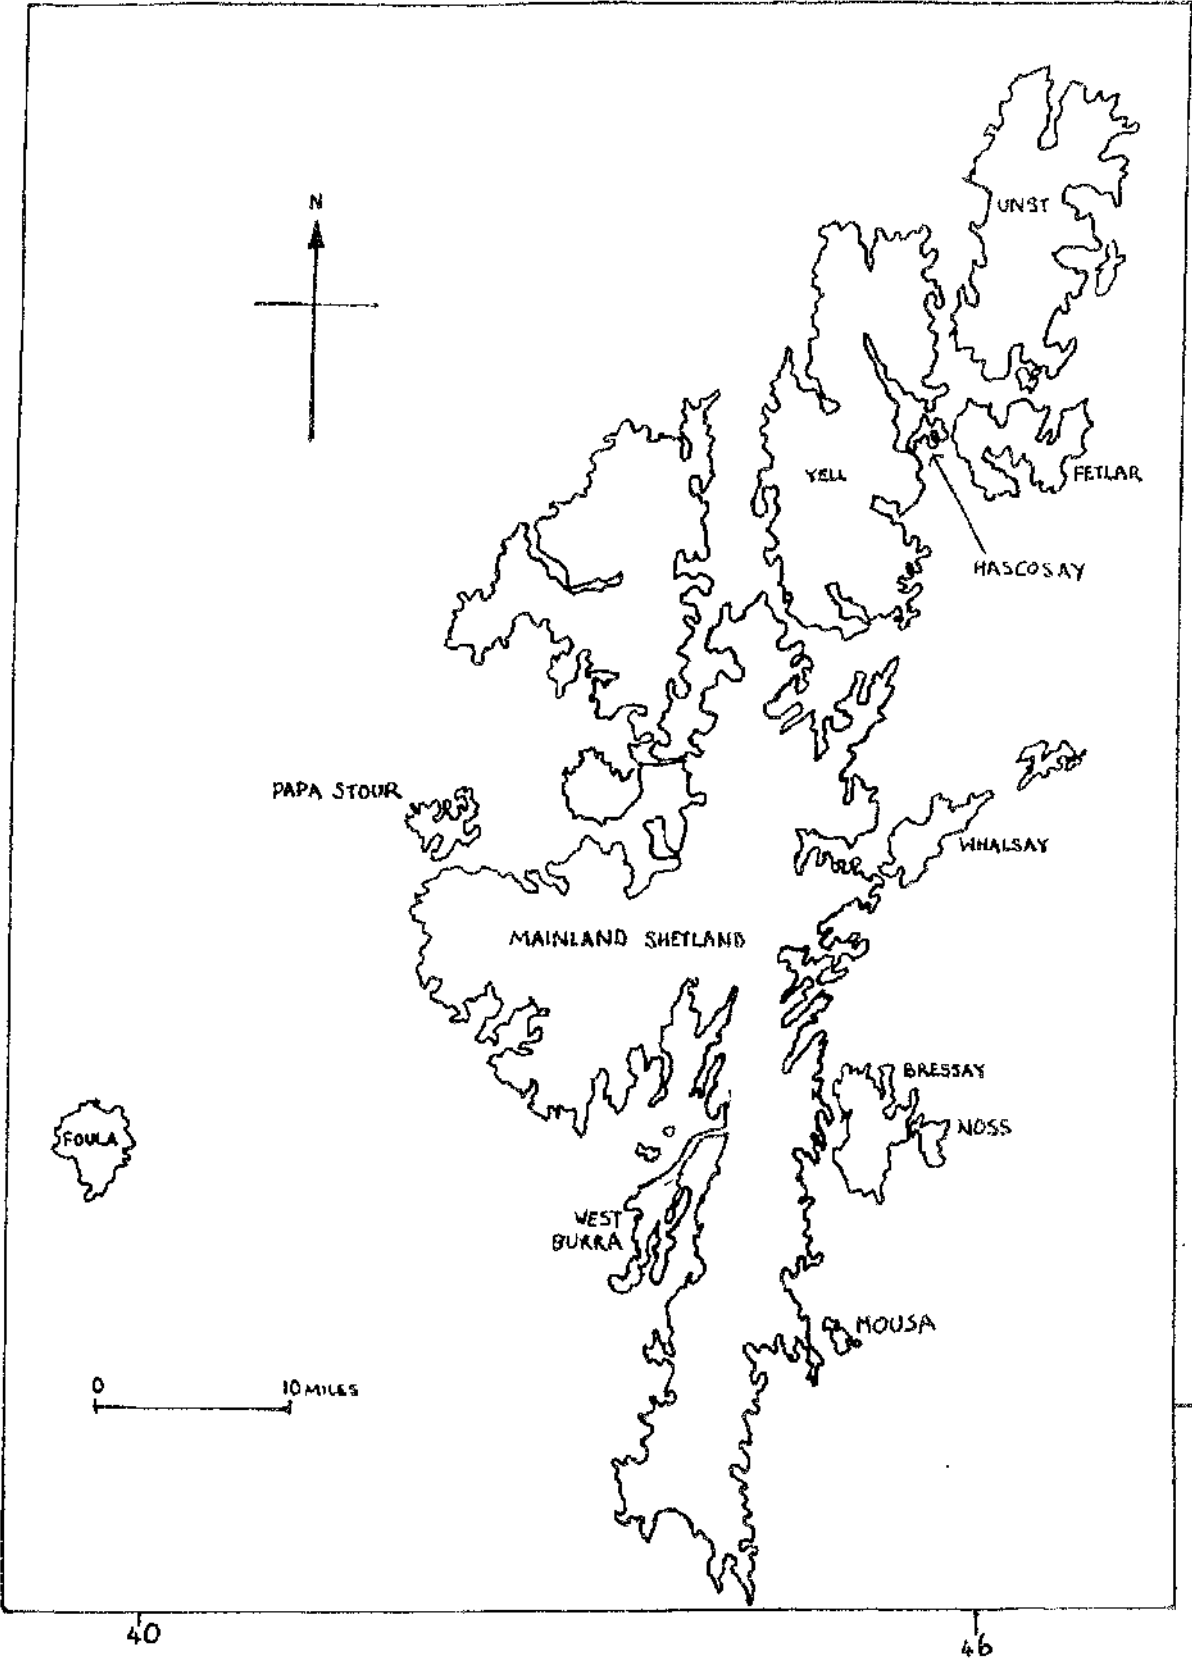 N
UNST
YELL
FETLAR
HASCOSAY
PAPA STOUR
WHALSAY
MAINLAND SHETLAND
BRESSAY
FOULA
NOSS
WEST
BURRA
MOUSA
0 10 MILES
40 46